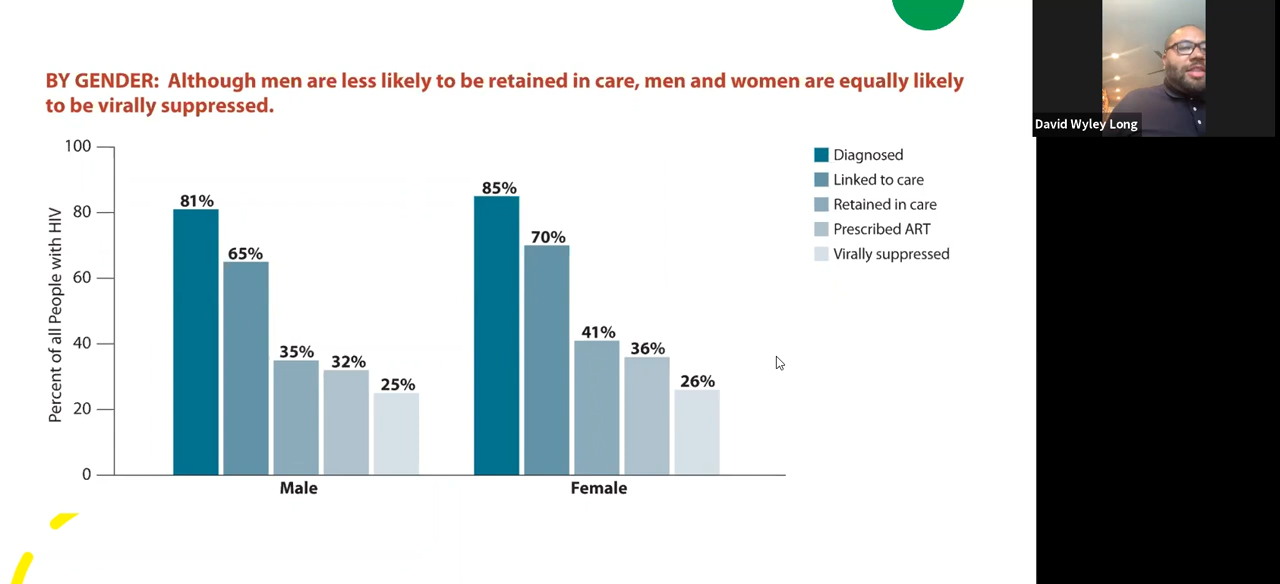 BY GENDER: Although men are less likely to be retained in care, men and women are equally likely
to be virally suppressed.
David Wyley Long
Percent of all People with HIV
100
80
60
40
20
0
81%
65%
35%
32%
25%
85%
70%
41%
36%
26%
Male
Female
Diagnosed
Linked to care
Retained in care
Prescribed ART
Virally suppressed